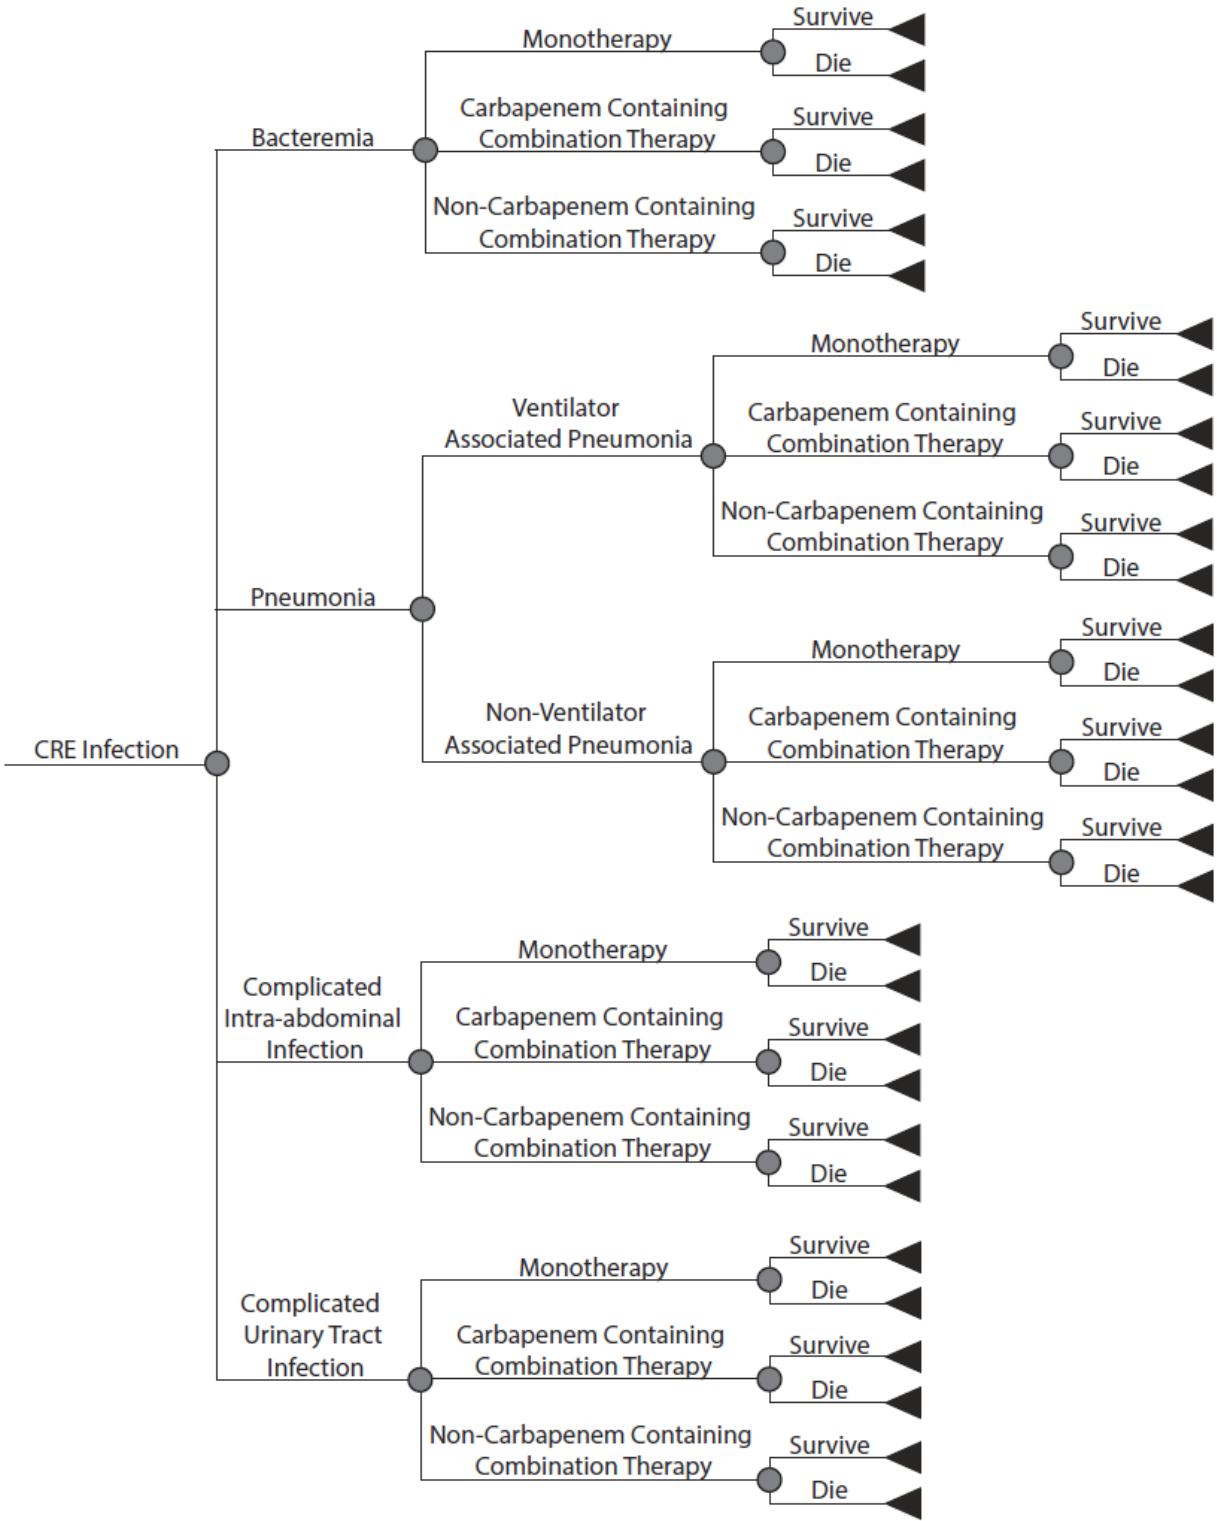 Survive
Monotherapy
Die
Carbapenem Containing
Combination Therapy
Survive
Die
Bacteremia
Non-Carbapenem Containing
Combination Therapy
Survive
Die
Survive
Monotherapy
Die
Ventilator
Associated Pneumonia
Carbapenem Containing
Combination Therapy
Survive
Die
Non-Carbapenem Containing
Combination Therapy
Survive
Die
Pneumonia
Survive
Monotherapy
Die
Non-Ventilator
Associated Pneumonia
Carbapenem Containing
Combination Therapy
Survive
Die
CRE Infection
Non-Carbapenem Containing
Combination Therapy
Survive
Die
Survive
Monotherapy
Die
Complicated
Intra-abdominal
Infection
Carbapenem Containing
Combination Therapy
Survive
Die
Non-Carbapenem Containing
Combination Therapy
Survive
Die
Survive
Monotherapy
Die
Complicated
Urinary Tract
Infection
Carbapenem Containing
Combination Therapy
Survive
Die
Non-Carbapenem Containing
Combination Therapy
Survive
Die